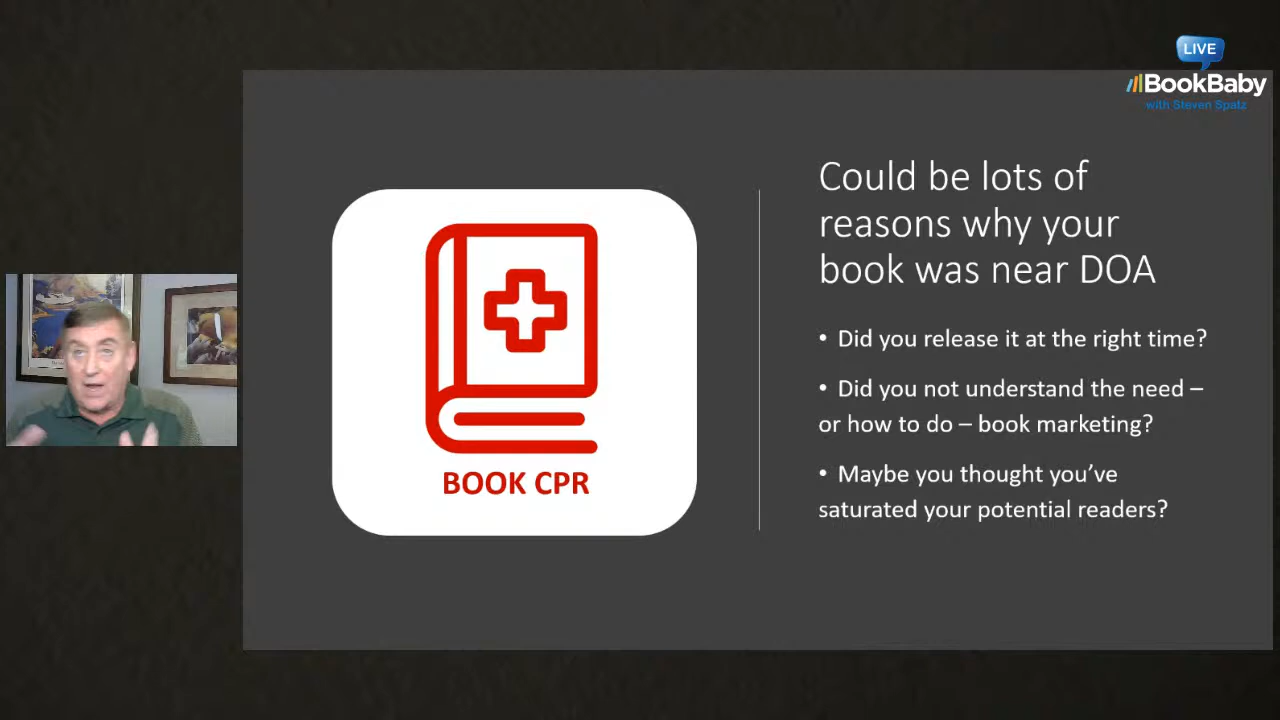 LIVE
BookBaby
with Steven Spatz
Could be lots of
reasons why your
book was near DOA
• Did you release it at the right time?
• Did you not understand the need –
or how to do – book marketing?
• Maybe you thought you’ve
saturated your potential readers?
BOOK CPR